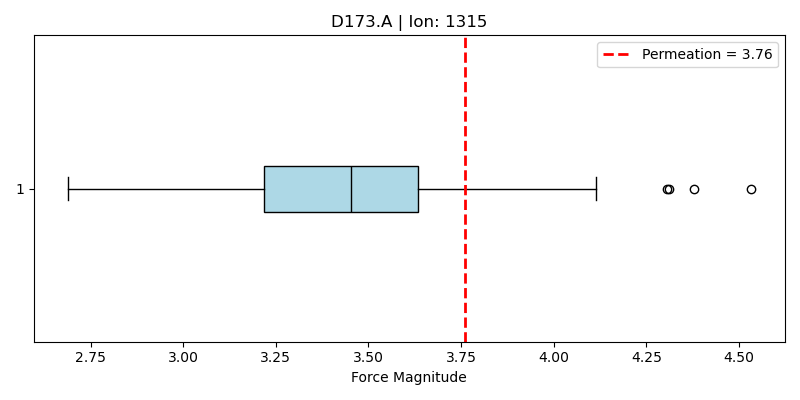 D173.A | Ion: 1315
Permeation = 3.76
1
2.75 3.00 3.25 3.50 3.75 4.00 4.25 4.50
Force Magnitude